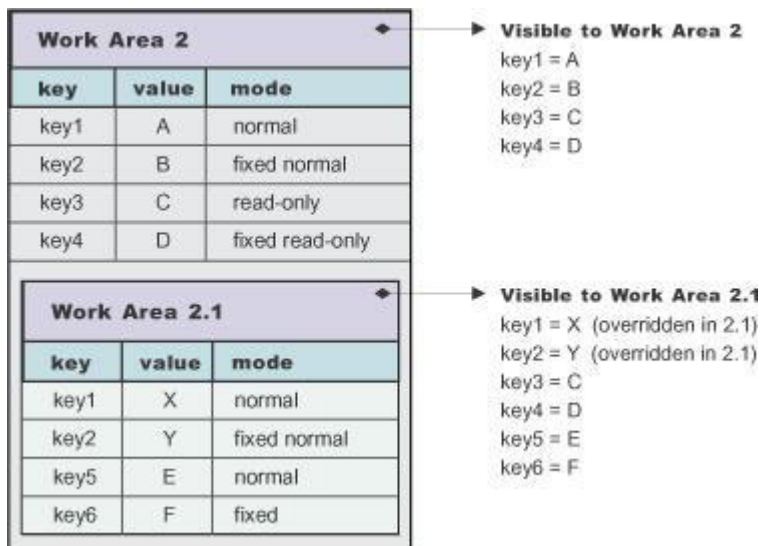 Work Area 2
key value mode
key1 A normal
key2 B fixed normal
key3 C read-only
key4 D fixed read-only
Visible to Work Area 2
key1 = A
key2 = B
key3 = C
key4 = D
Work Area 2.1
key value mode
key1 X normal
key2 Y fixed normal
key5 E normal
key6 F fixed
Visible to Work Area 2.1
key1 = X (overridden in 2.1)
key2 = Y (overridden in 2.1)
key3 = C
key4 = D
key5 = E
key6 = F